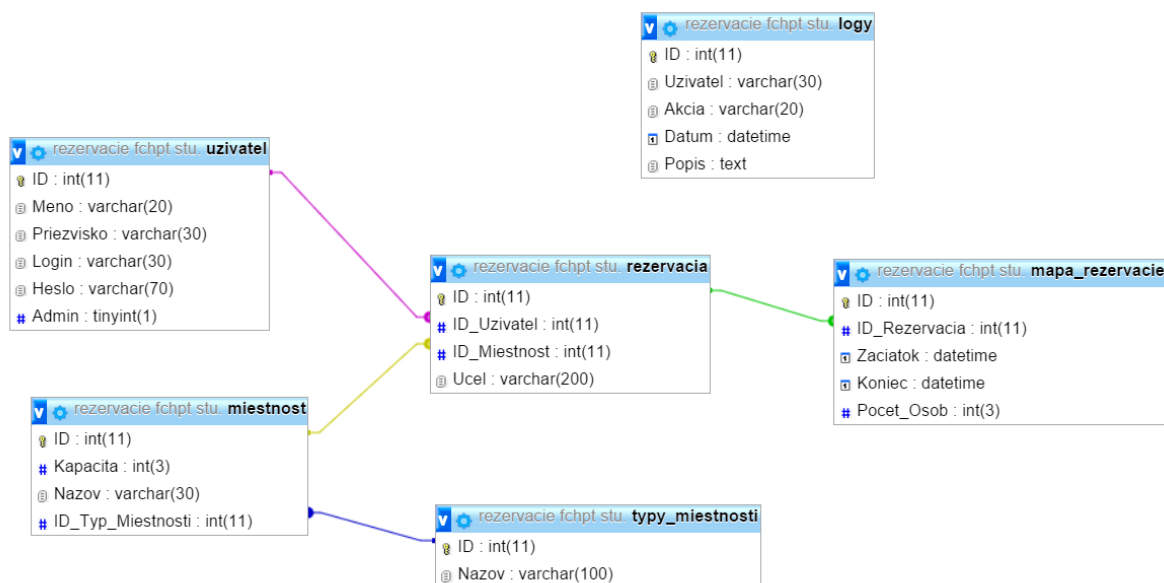 rezervacie fchpt stu. logy
ID : int(11)
Uzivatel : varchar(30)
Akcia : varchar(20)
Datum : datetime
Popis : text
rezervacie fchpt stu. uzivatel
ID : int(11)
Meno : varchar(20)
Priezvisko : varchar(30)
Login : varchar(30)
Heslo : varchar(70)
Admin : tinyint(1)
rezervacie fchpt stu. rezervacia
ID : int(11)
ID_Uzivatel : int(11)
ID_Miestnost : int(11)
Ucel : varchar(200)
rezervacie fchpt stu. mapa_rezervacie
ID : int(11)
ID_Rezervacia : int(11)
Zaciatok : datetime
Koniec : datetime
Pocet_Osob : int(3)
rezervacie fchpt stu. miestnost
ID : int(11)
Kapacita : int(3)
Nazov : varchar(30)
ID_Typ_Miestnosti : int(11)
rezervacie fchpt stu. typy_miestnosti
ID : int(11)
Nazov : varchar(100)